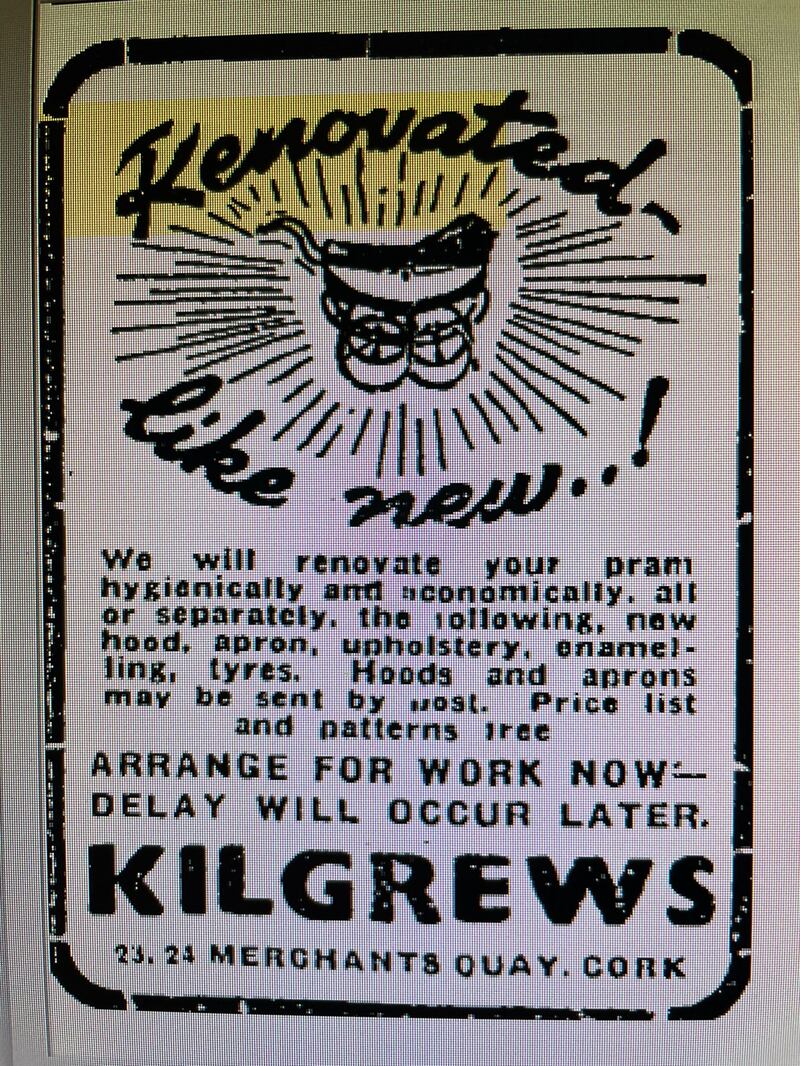 Renovated,
like new..!
We will renovate your pram
hygienically and economically, all
or separately, the following, new
hood, apron, upholstery, enamel-
ling, tyres. Hoods and aprons
may be sent by post. Price list
and patterns free
ARRANGE FOR WORK NOW—
DELAY WILL OCCUR LATER.
KILGREWS
23, 24 MERCHANTS QUAY, CORK